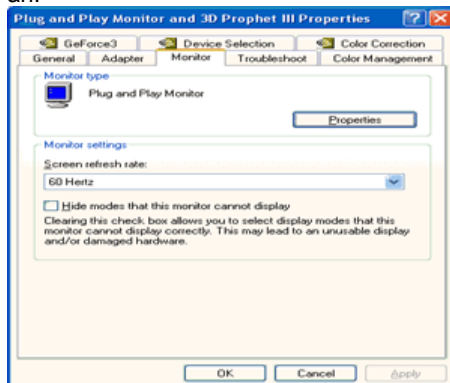 Plug and Play Monitor and 3D Prophet III Properties
GeForce3 Device Selection Color Correction
General Adapter Monitor Troubleshoot Color Management
Monitor type
Plug and Play Monitor
Properties
Monitor settings
Screen refresh rate:
60 Hertz
Hide modes that this monitor cannot display
Clearing this check box allows you to select display modes that this
monitor cannot display correctly. This may lead to an unusable display
and/or damaged hardware.
OK Cancel Apply